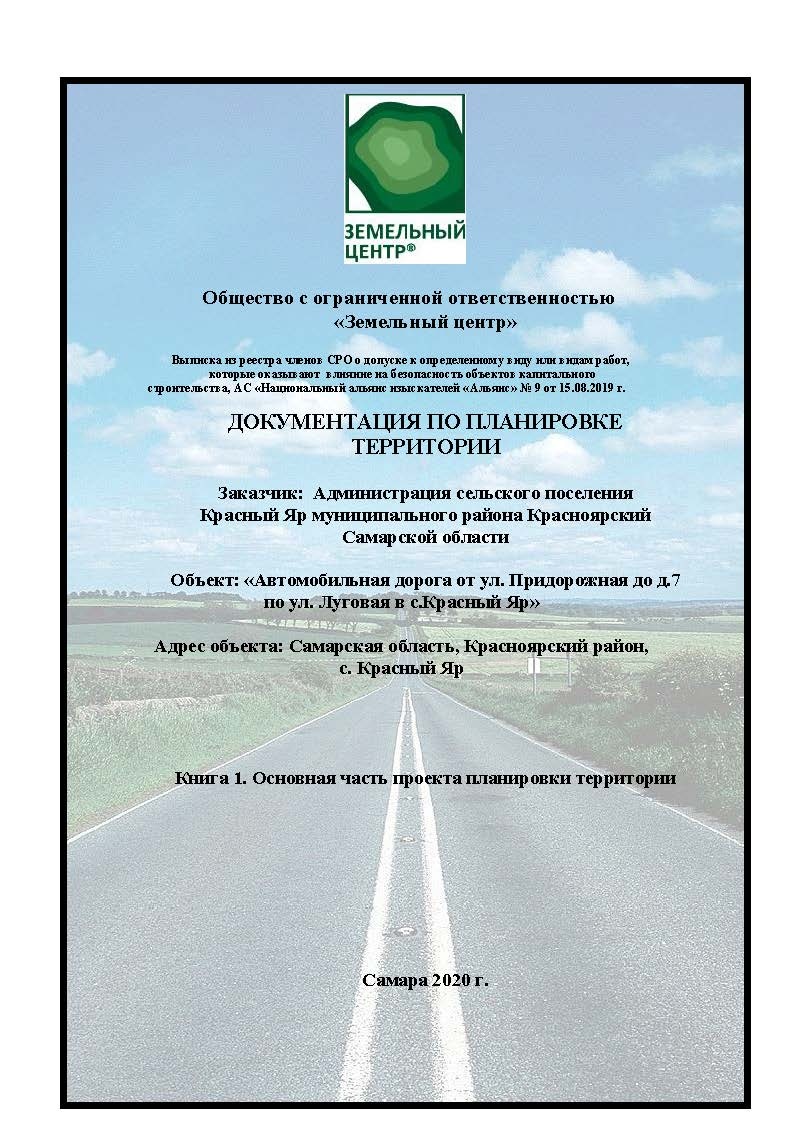 ЗЕМЕЛЬНЫЙ
ЦЕНТР®
Общество с ограниченной ответственностью
«Земельный центр»
Выписка из реестра членов СРО о допуске к определенному виду или видам работ,
которые оказывают влияние на безопасность объектов капитального
строительства, АС «Национальный альянс изыскателей «Альянс» № 9 от 15.08.2019 г.
ДОКУМЕНТАЦИЯ ПО ПЛАНИРОВКЕ
ТЕРРИТОРИИ
Заказчик: Администрация сельского поселения
Красный Яр муниципального района Красноярский
Самарской области
Объект: «Автомобильная дорога от ул. Придорожная до д.7
по ул. Луговая в с.Красный Яр»
Адрес объекта: Самарская область, Красноярский район,
с. Красный Яр
Книга 1. Основная часть проекта планировки территории
Самара 2020 г.